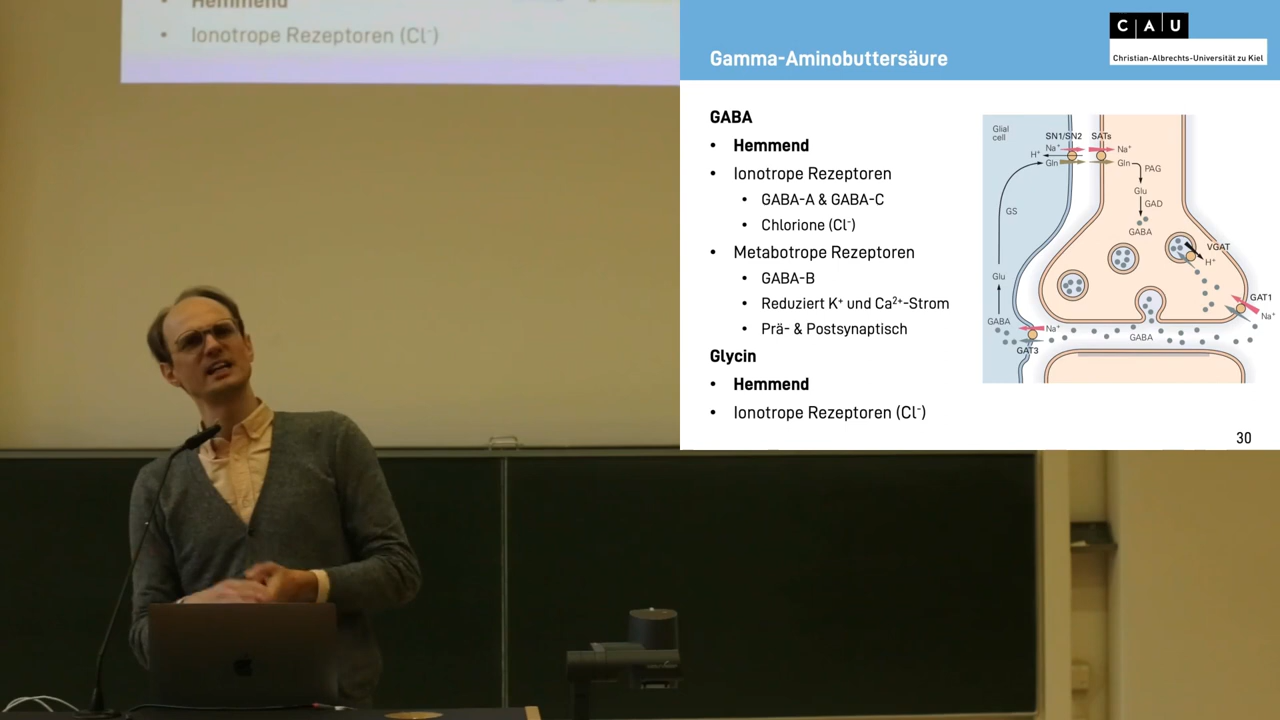 Hemmend
• Ionotrope Rezeptoren (Cl⁻)
Gamma-Aminobuttersäure
C|A|U
Christian-Albrechts-Universität zu Kiel
GABA
• Hemmend
• Ionotrope Rezeptoren
• GABA-A & GABA-C
• Chlorione (Cl⁻)
• Metabotrope Rezeptoren
• GABA-B
• Reduziert K⁺ und Ca²⁺-Strom
• Prä- & Postsynaptisch
Glycin
• Hemmend
• Ionotrope Rezeptoren (Cl⁻)
Glial
cell
SN1/SN2
SATs
Na⁺
Na⁺
H⁺
Gln
Gln
PAG
Glu
GS
GAD
GABA
VGAT
H⁺
Glu
GAT1
Na⁺
GABA
Na⁺
GABA
GAT3
30